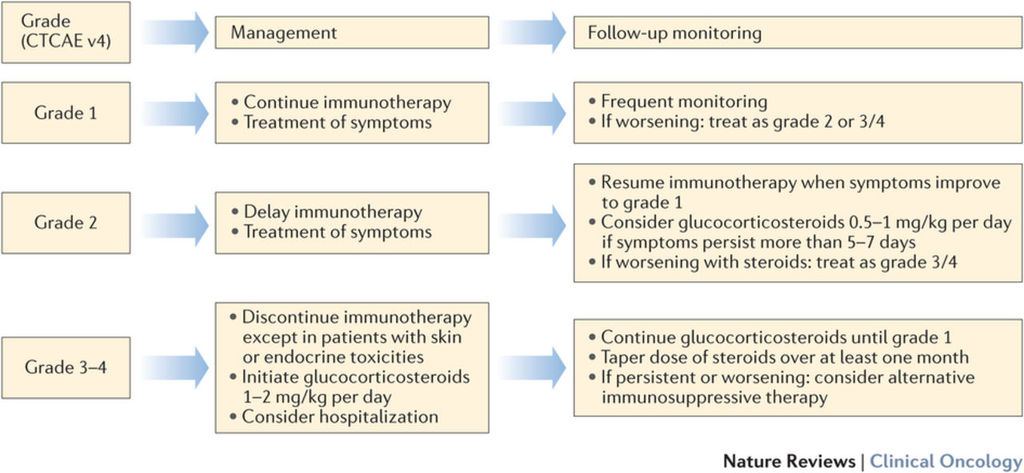 Grade
(CTCAE v4)
Management
Follow-up monitoring
Grade 1
• Continue immunotherapy
• Treatment of symptoms
• Frequent monitoring
• If worsening: treat as grade 2 or 3/4
Grade 2
• Delay immunotherapy
• Treatment of symptoms
• Resume immunotherapy when symptoms improve
to grade 1
• Consider glucocorticosteroids 0.5–1 mg/kg per day
if symptoms persist more than 5–7 days
• If worsening with steroids: treat as grade 3/4
Grade 3–4
• Discontinue immunotherapy
except in patients with skin
or endocrine toxicities
• Initiate glucocorticosteroids
1–2 mg/kg per day
• Consider hospitalization
• Continue glucocorticosteroids until grade 1
• Taper dose of steroids over at least one month
• If persistent or worsening: consider alternative
immunosuppressive therapy
Nature Reviews | Clinical Oncology